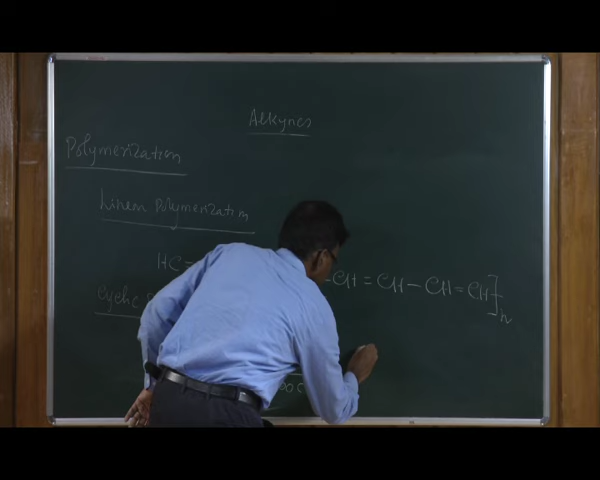 Alkynes
Polymerization
Linear Polymerization
HC CH = CH – CH = CH]n
Cyclic